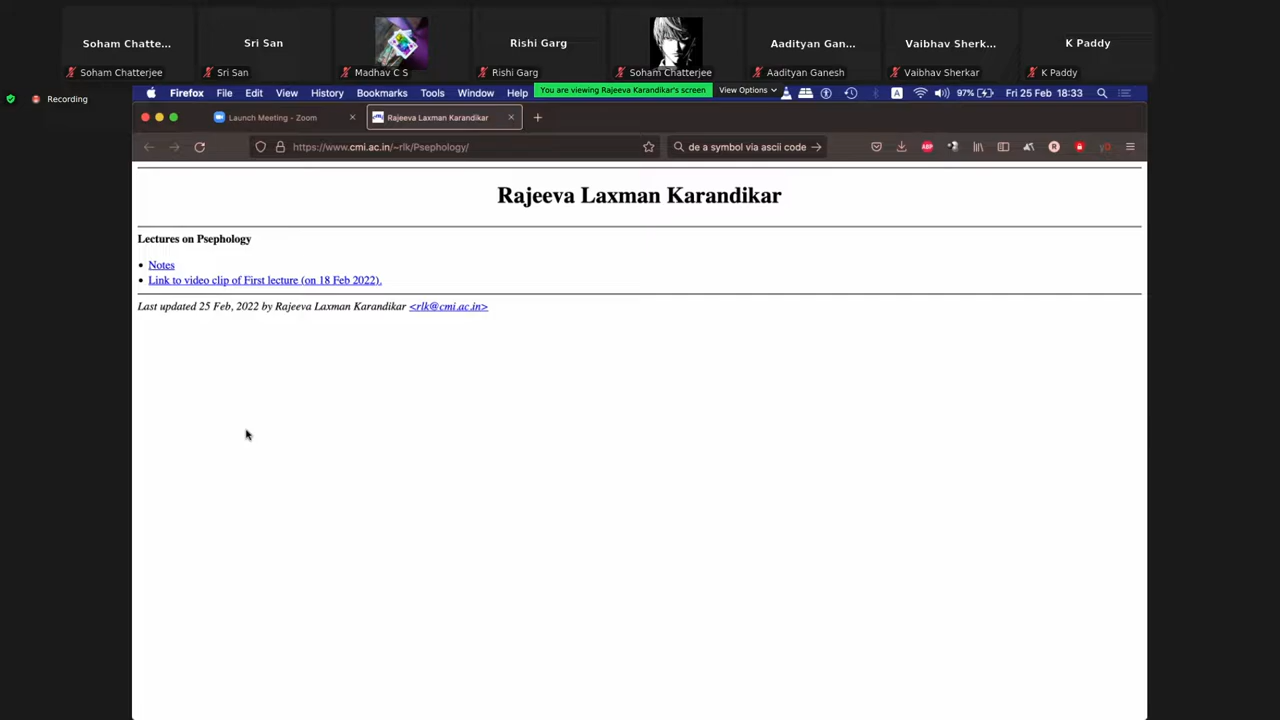 Soham Chatte...
Sri San
Rishi Garg
Aadityan Gan...
Vaibhav Sherk...
K Paddy
Soham Chatterjee
Sri San
Madhav C S
Rishi Garg
Soham Chatterjee
Aadityan Ganesh
Vaibhav Sherkar
K Paddy
Recording
Firefox File Edit View History Bookmarks Tools Window Help
You are viewing Rajeeva Karandikar's screen
View Options
A
97%
Fri 25 Feb 18:33
Launch Meeting - Zoom
Rajeeva Laxman Karandikar
https://www.cmi.ac.in/~rlk/Psephology/
de a symbol via ascii code
ABP
R
Rajeeva Laxman Karandikar
Lectures on Psephology
• Notes
• Link to video clip of First lecture (on 18 Feb 2022).
Last updated 25 Feb, 2022 by Rajeeva Laxman Karandikar <rlk@cmi.ac.in>